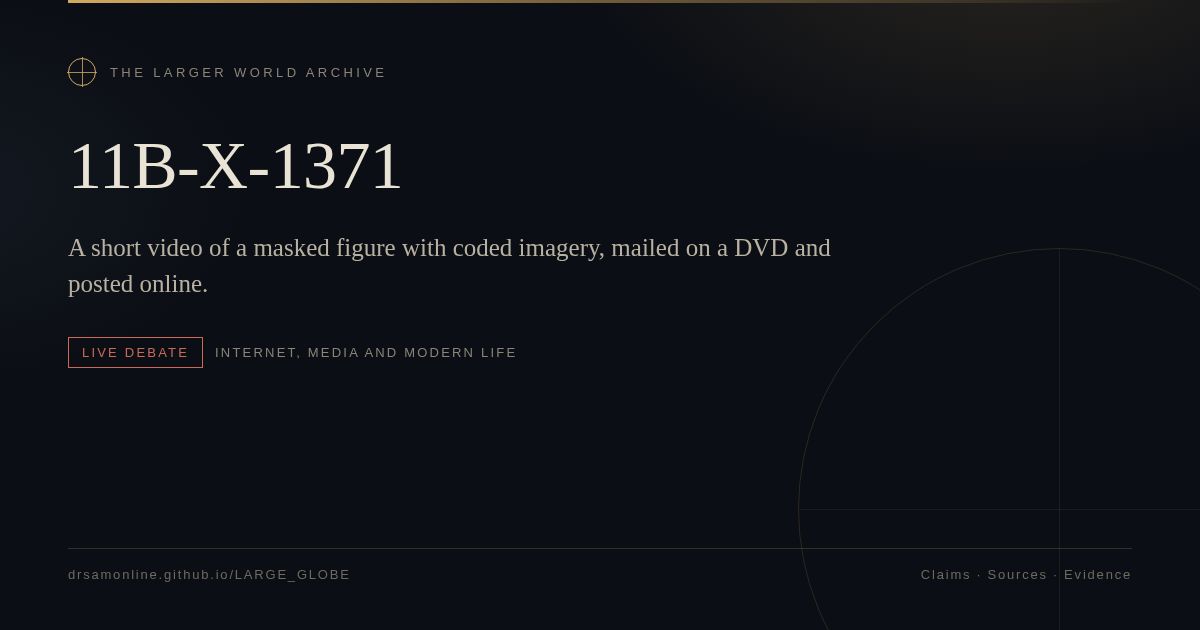 THE LARGER WORLD ARCHIVE
11B-X-1371
A short video of a masked figure with coded imagery, mailed on a DVD and
posted online.
LIVE DEBATE INTERNET, MEDIA AND MODERN LIFE
drsamonline.github.io/LARGE_GLOBE Claims · Sources · Evidence